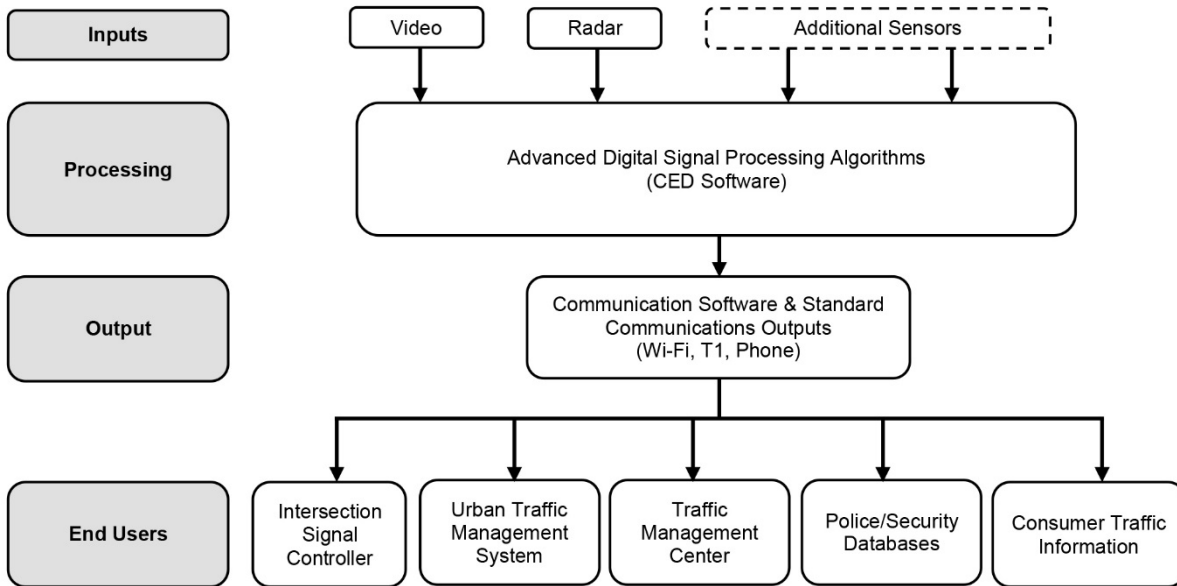 Inputs
Video
Radar
Additional Sensors
Processing
Advanced Digital Signal Processing Algorithms
(CED Software)
Output
Communication Software & Standard
Communications Outputs
(Wi-Fi, T1, Phone)
End Users
Intersection
Signal
Controller
Urban Traffic
Management
System
Traffic
Management
Center
Police/Security
Databases
Consumer Traffic
Information